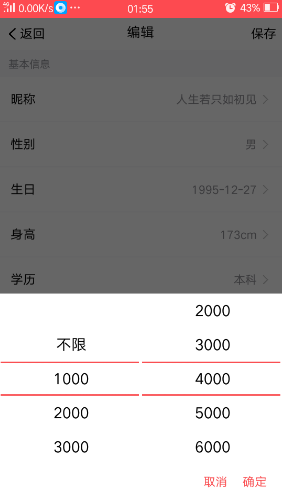 4G 0.00K/s ... 01:55 43%
返回 编辑 保存
基本信息
昵称 人生若只如初见
性别 男
生日 1995-12-27
身高 173cm
学历 本科
2000
不限 3000
1000 4000
2000 5000
3000 6000
取消 确定